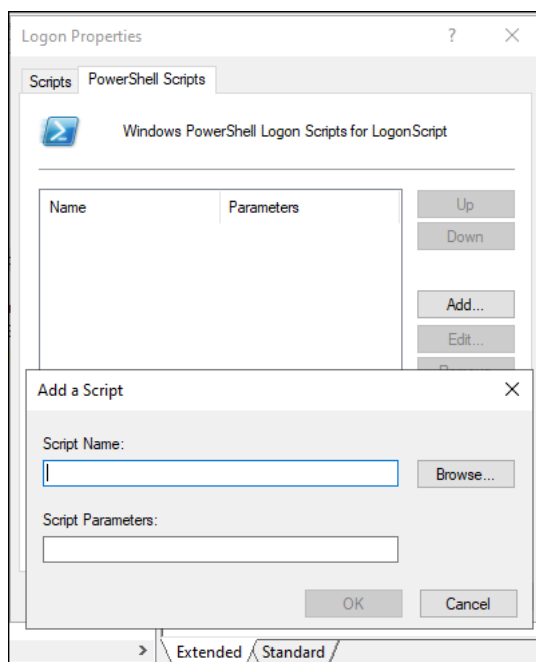 Logon Properties
Scripts
PowerShell Scripts
Windows PowerShell Logon Scripts for LogonScript
Name
Parameters
Up
Down
Add...
Edit...
Add a Script
Script Name:
Browse...
Script Parameters:
OK
Cancel
Extended
Standard